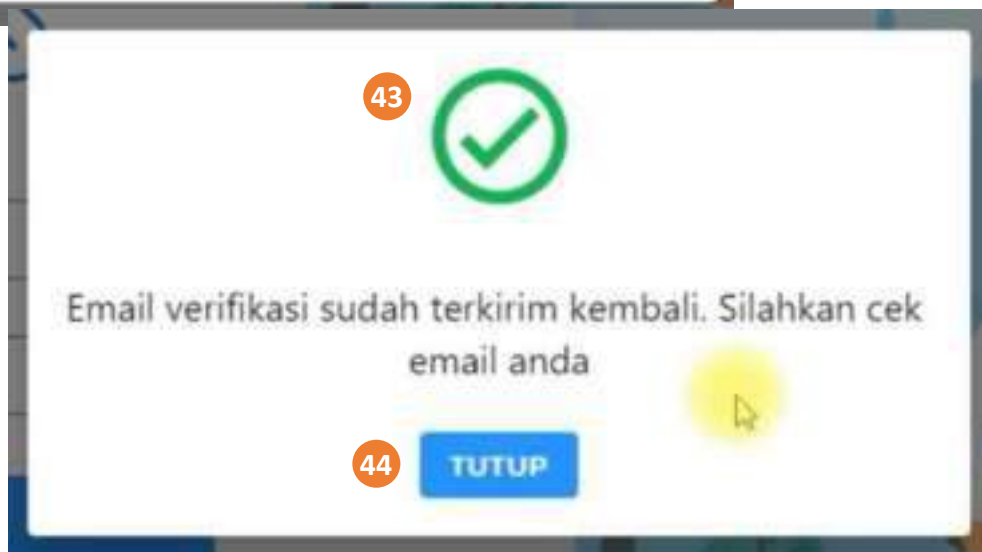 43
Email verifikasi sudah terkirim kembali. Silahkan cek
email anda
44 TUTUP